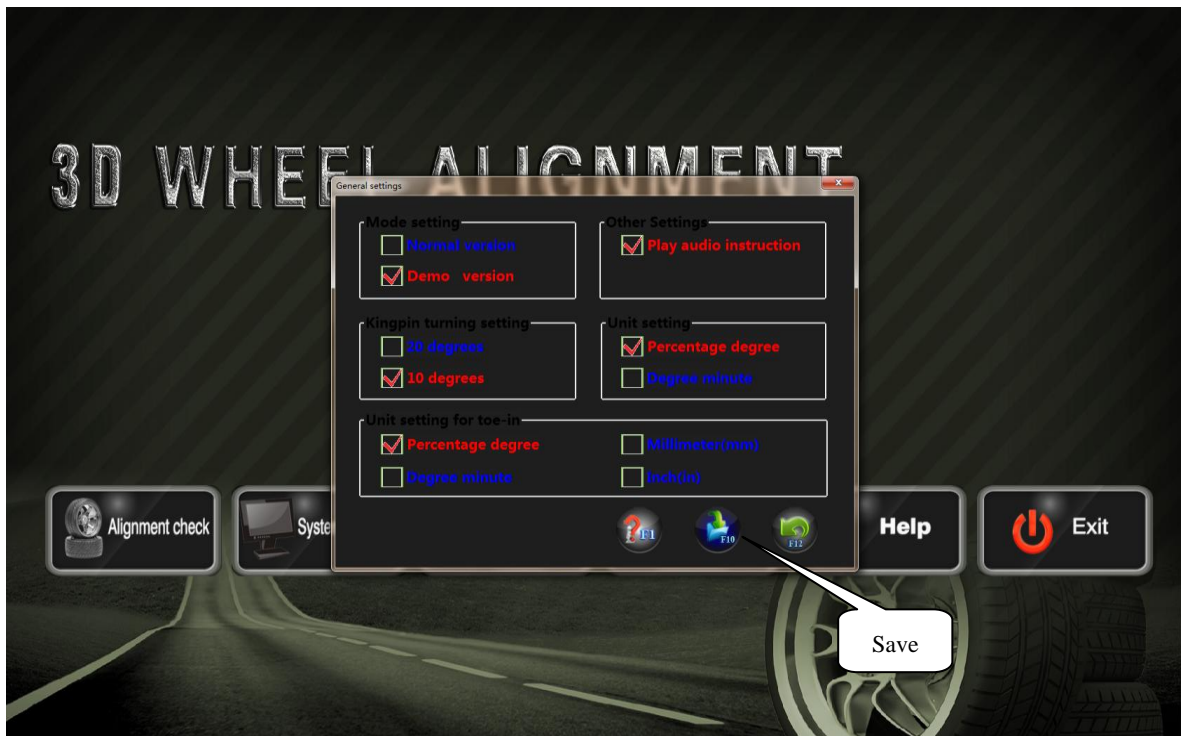 3D WHEEL ALIGNMENT
General settings
Mode setting
Normal version
Demo version
Other Settings
Play audio instruction
Kingpin turning setting
20 degrees
10 degrees
Unit setting
Percentage degree
Degree minute
Unit setting for toe-in
Percentage degree
Millimeter(mm)
Degree minute
Inch(in)
F1
F10
F12
Alignment check
Syste
Help
Exit
Save